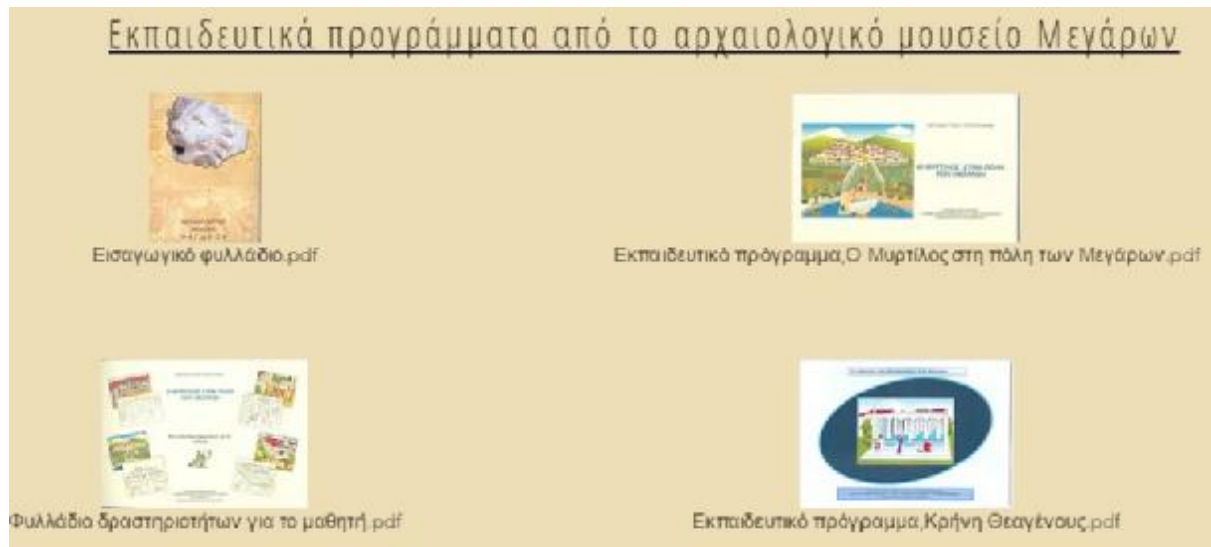 Εκπαιδευτικά προγράμματα από το αρχαιολογικό μουσείο Μεγάρων
Εισαγωγικό φυλλάδιο.pdf
Εκπαιδευτικό πρόγραμμα,Ο Μυρτίλος στη πόλη των Μεγάρων.pdf
Φυλλάδιο δραστηριοτήτων για το μαθητή.pdf
Εκπαιδευτικό πρόγραμμα,Κρήνη Θεαγένους.pdf